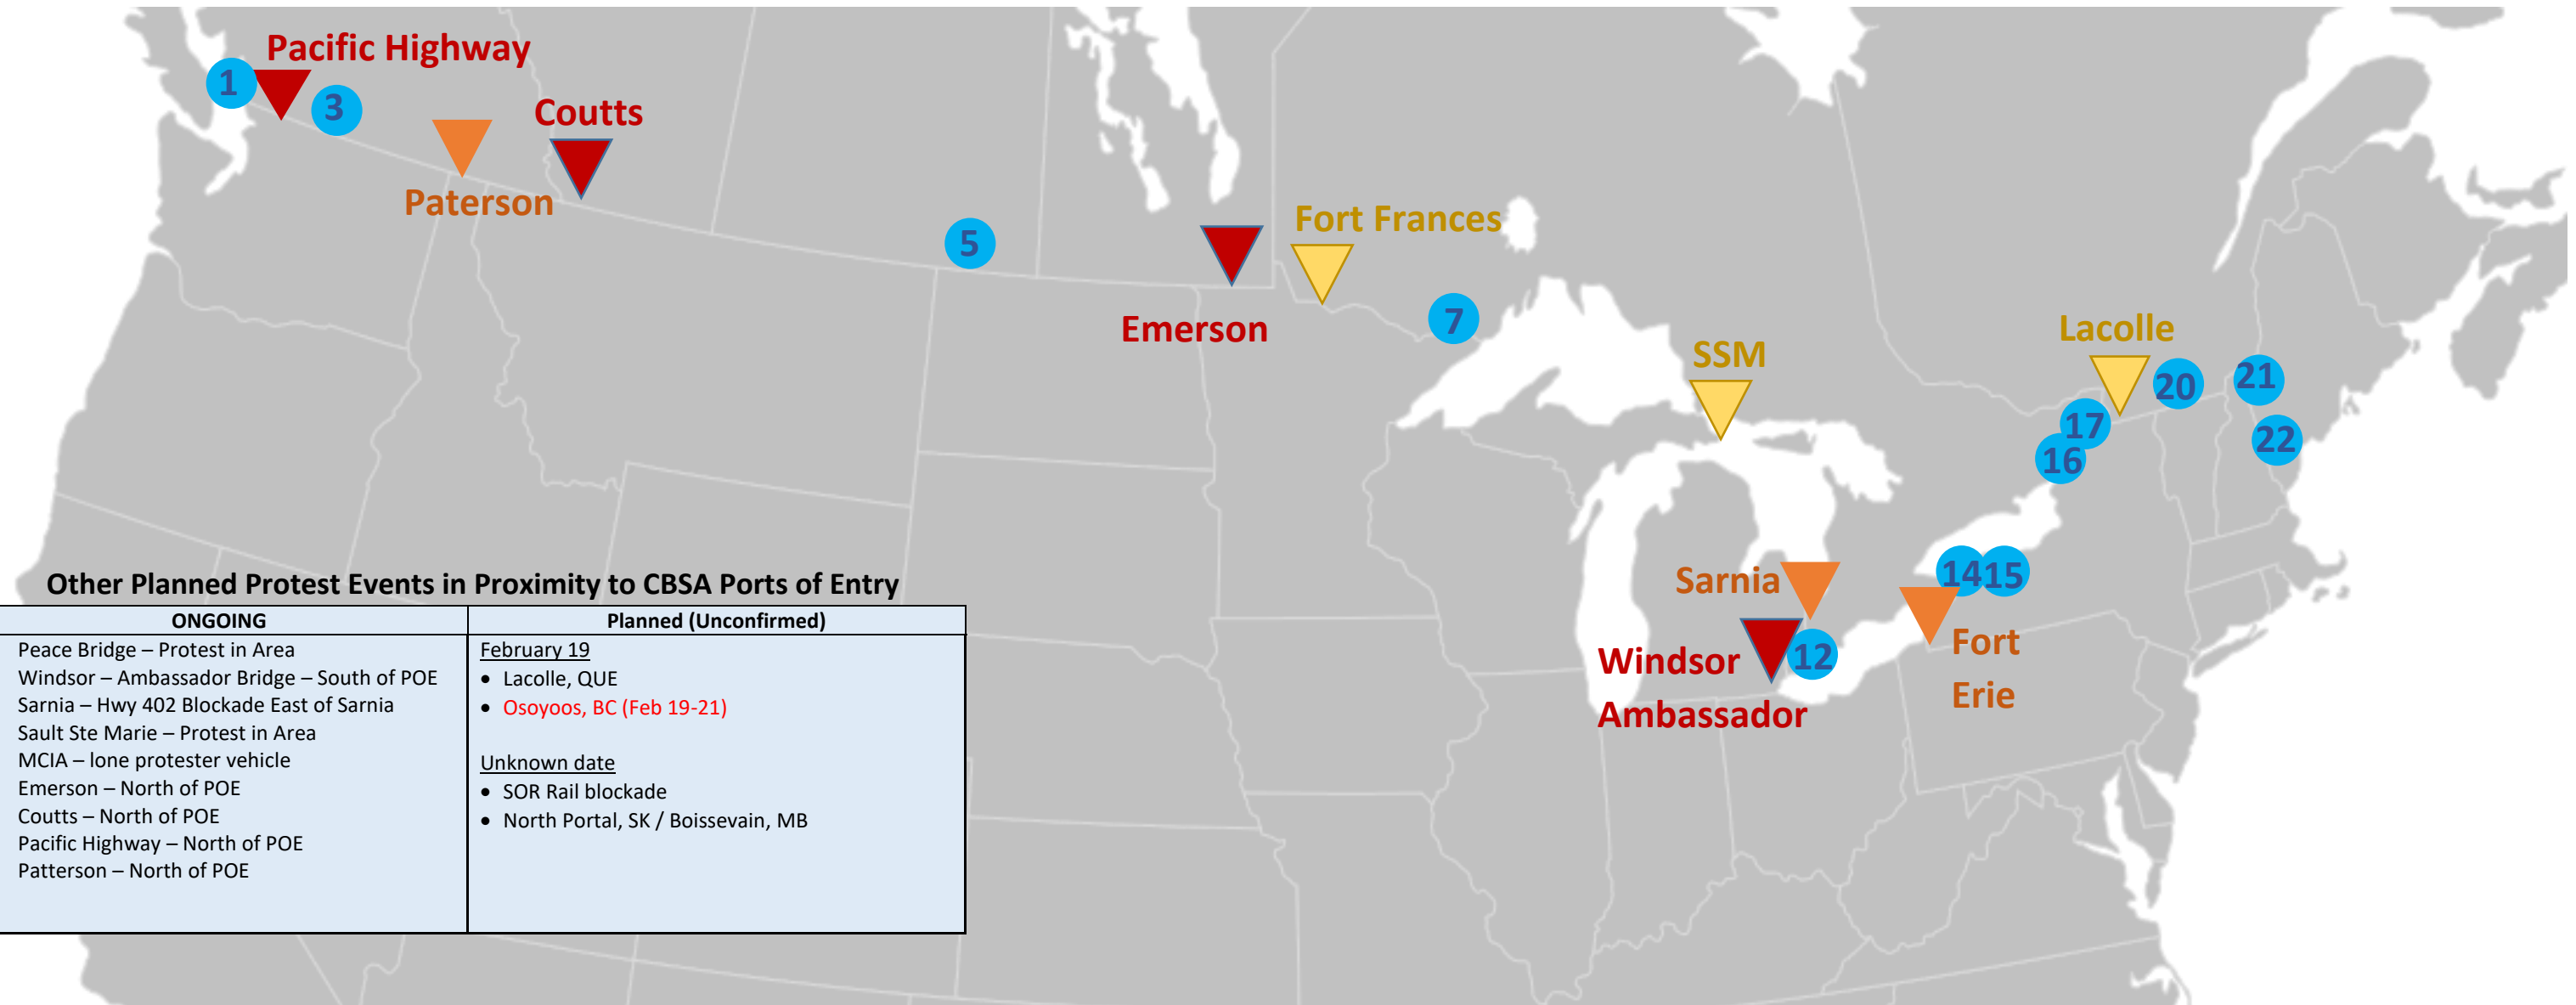 Pacific Highway
1
3
Coutts
Paterson
5
Fort Frances
Emerson
7
SSM
Lacolle
20
21
17
22
16
Sarnia
14
15
Windsor
Ambassador
12
Fort
Erie
Other Planned Protest Events in Proximity to CBSA Ports of Entry
ONGOING
Peace Bridge – Protest in Area
Windsor – Ambassador Bridge – South of POE
Sarnia – Hwy 402 Blockade East of Sarnia
Sault Ste Marie – Protest in Area
MCIA – lone protester vehicle
Emerson – North of POE
Coutts – North of POE
Pacific Highway – North of POE
Patterson – North of POE
Planned (Unconfirmed)
February 19
• Lacolle, QUE
• Osoyoos, BC (Feb 19-21)
Unknown date
• SOR Rail blockade
• North Portal, SK / Boissevain, MB